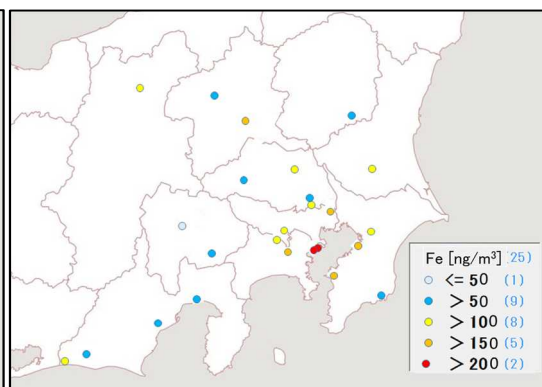 Fe [ng/m³] (25)
<= 50 (1)
> 50 (9)
> 100 (8)
> 150 (5)
> 200 (2)